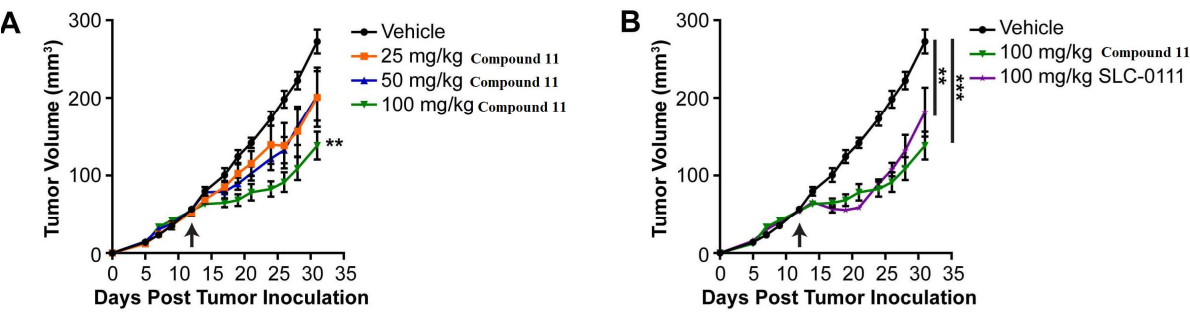 A
Tumor Volume (mm³)
300
200
100
0
0 5 10 15 20 25 30 35
Days Post Tumor Inoculation
Vehicle
25 mg/kg Compound 11
50 mg/kg Compound 11
100 mg/kg Compound 11
**
B
Tumor Volume (mm³)
300
200
100
0
0 5 10 15 20 25 30 35
Days Post Tumor Inoculation
Vehicle
100 mg/kg Compound 11
100 mg/kg SLC-0111
**
***